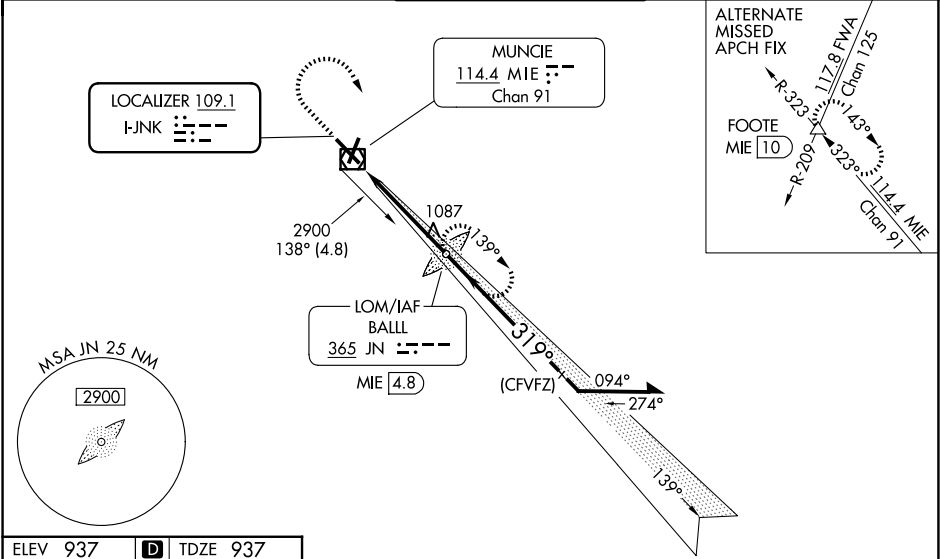 LOCALIZER 109.1
I-JNK
MUNCIE
114.4 MIE
Chan 91
ALTERNATE
MISSED
APCH FIX
117.8 FWA
Chan 125
R-323
143°
FOOTE
MIE 10
R-209
323°
114.4 MIE
Chan 91
2900
138° (4.8)
1087
139°
LOM/IAF
BALLL
365 JN
MIE 4.8
319°
(CFVFZ)
094°
274°
139°
MSA JN 25 NM
2900
ELEV 937 D TDZE 937